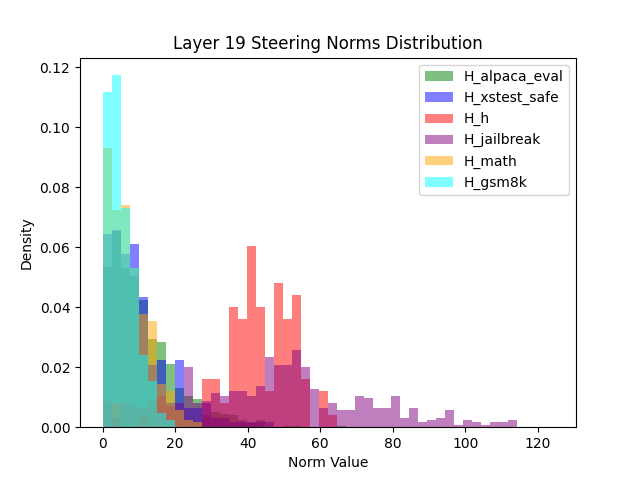 Layer 19 Steering Norms Distribution
0.12
0.10
0.08
0.06
0.04
0.02
0.00
Density
H_alpaca_eval
H_xstest_safe
H_h
H_jailbreak
H_math
H_gsm8k
0 20 40 60 80 100 120
Norm Value